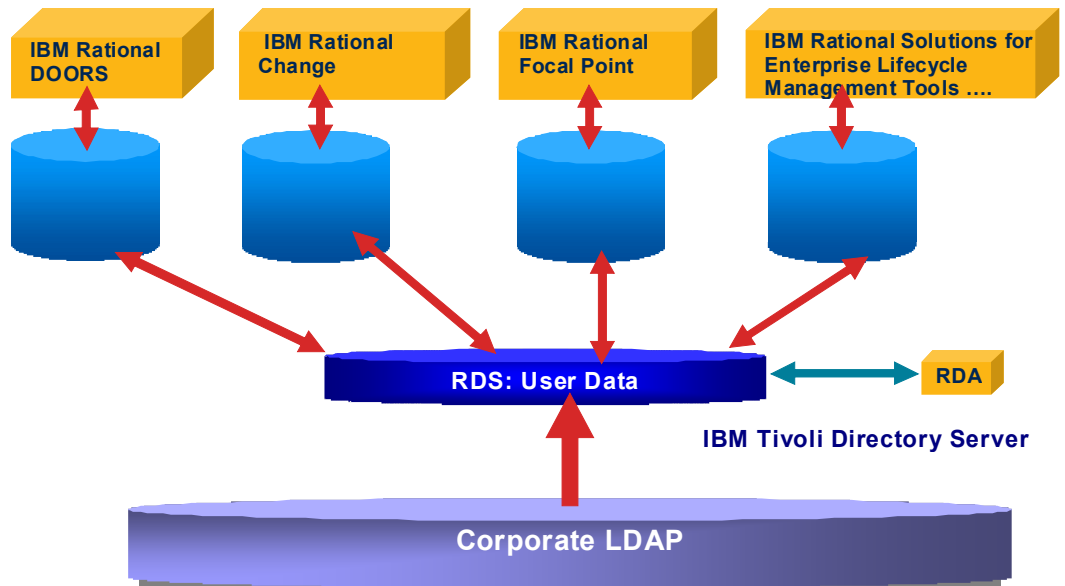 IBM Rational
DOORS
IBM Rational
Change
IBM Rational
Focal Point
IBM Rational Solutions for
Enterprise Lifecycle
Management Tools ....
RDS: User Data
RDA
IBM Tivoli Directory Server
Corporate LDAP